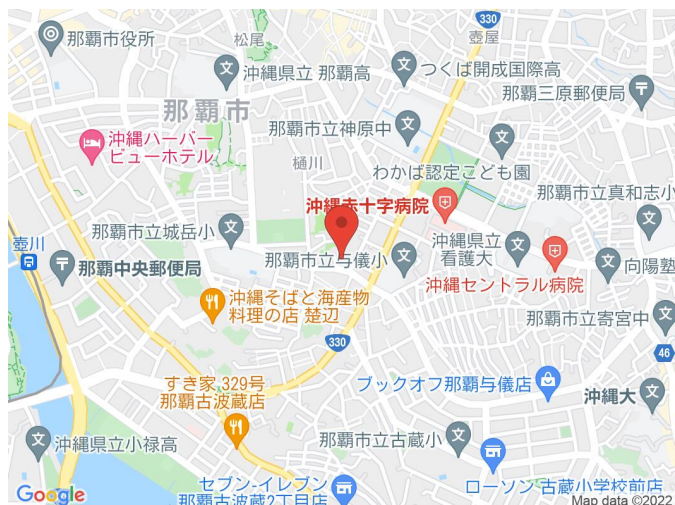 330
壺屋
松尾
那覇市役所
沖縄県立 那覇高
つくば開成国際高
那覇三原郵便局
那覇市
那覇市立神原中
沖縄ハーバー
ビューホテル
樋川
わかば認定こども園
那覇市立真和志小
沖縄赤十字病院
那覇市立城岳小
壺川
那覇中央郵便局
那覇市立与儀小
沖縄県立
看護大
沖縄セントラル病院
向陽塾
沖縄そばと海産物
料理の店 楚辺
那覇市立寄宮中
330
46
すき家 329号
那覇古波蔵店
ブックオフ那覇与儀店
沖縄大
沖縄県立小禄高
那覇市立古蔵小
セブン-イレブン
那覇古波蔵2丁目店
ローソン 古蔵小学校前店
Google
Map data ©2022